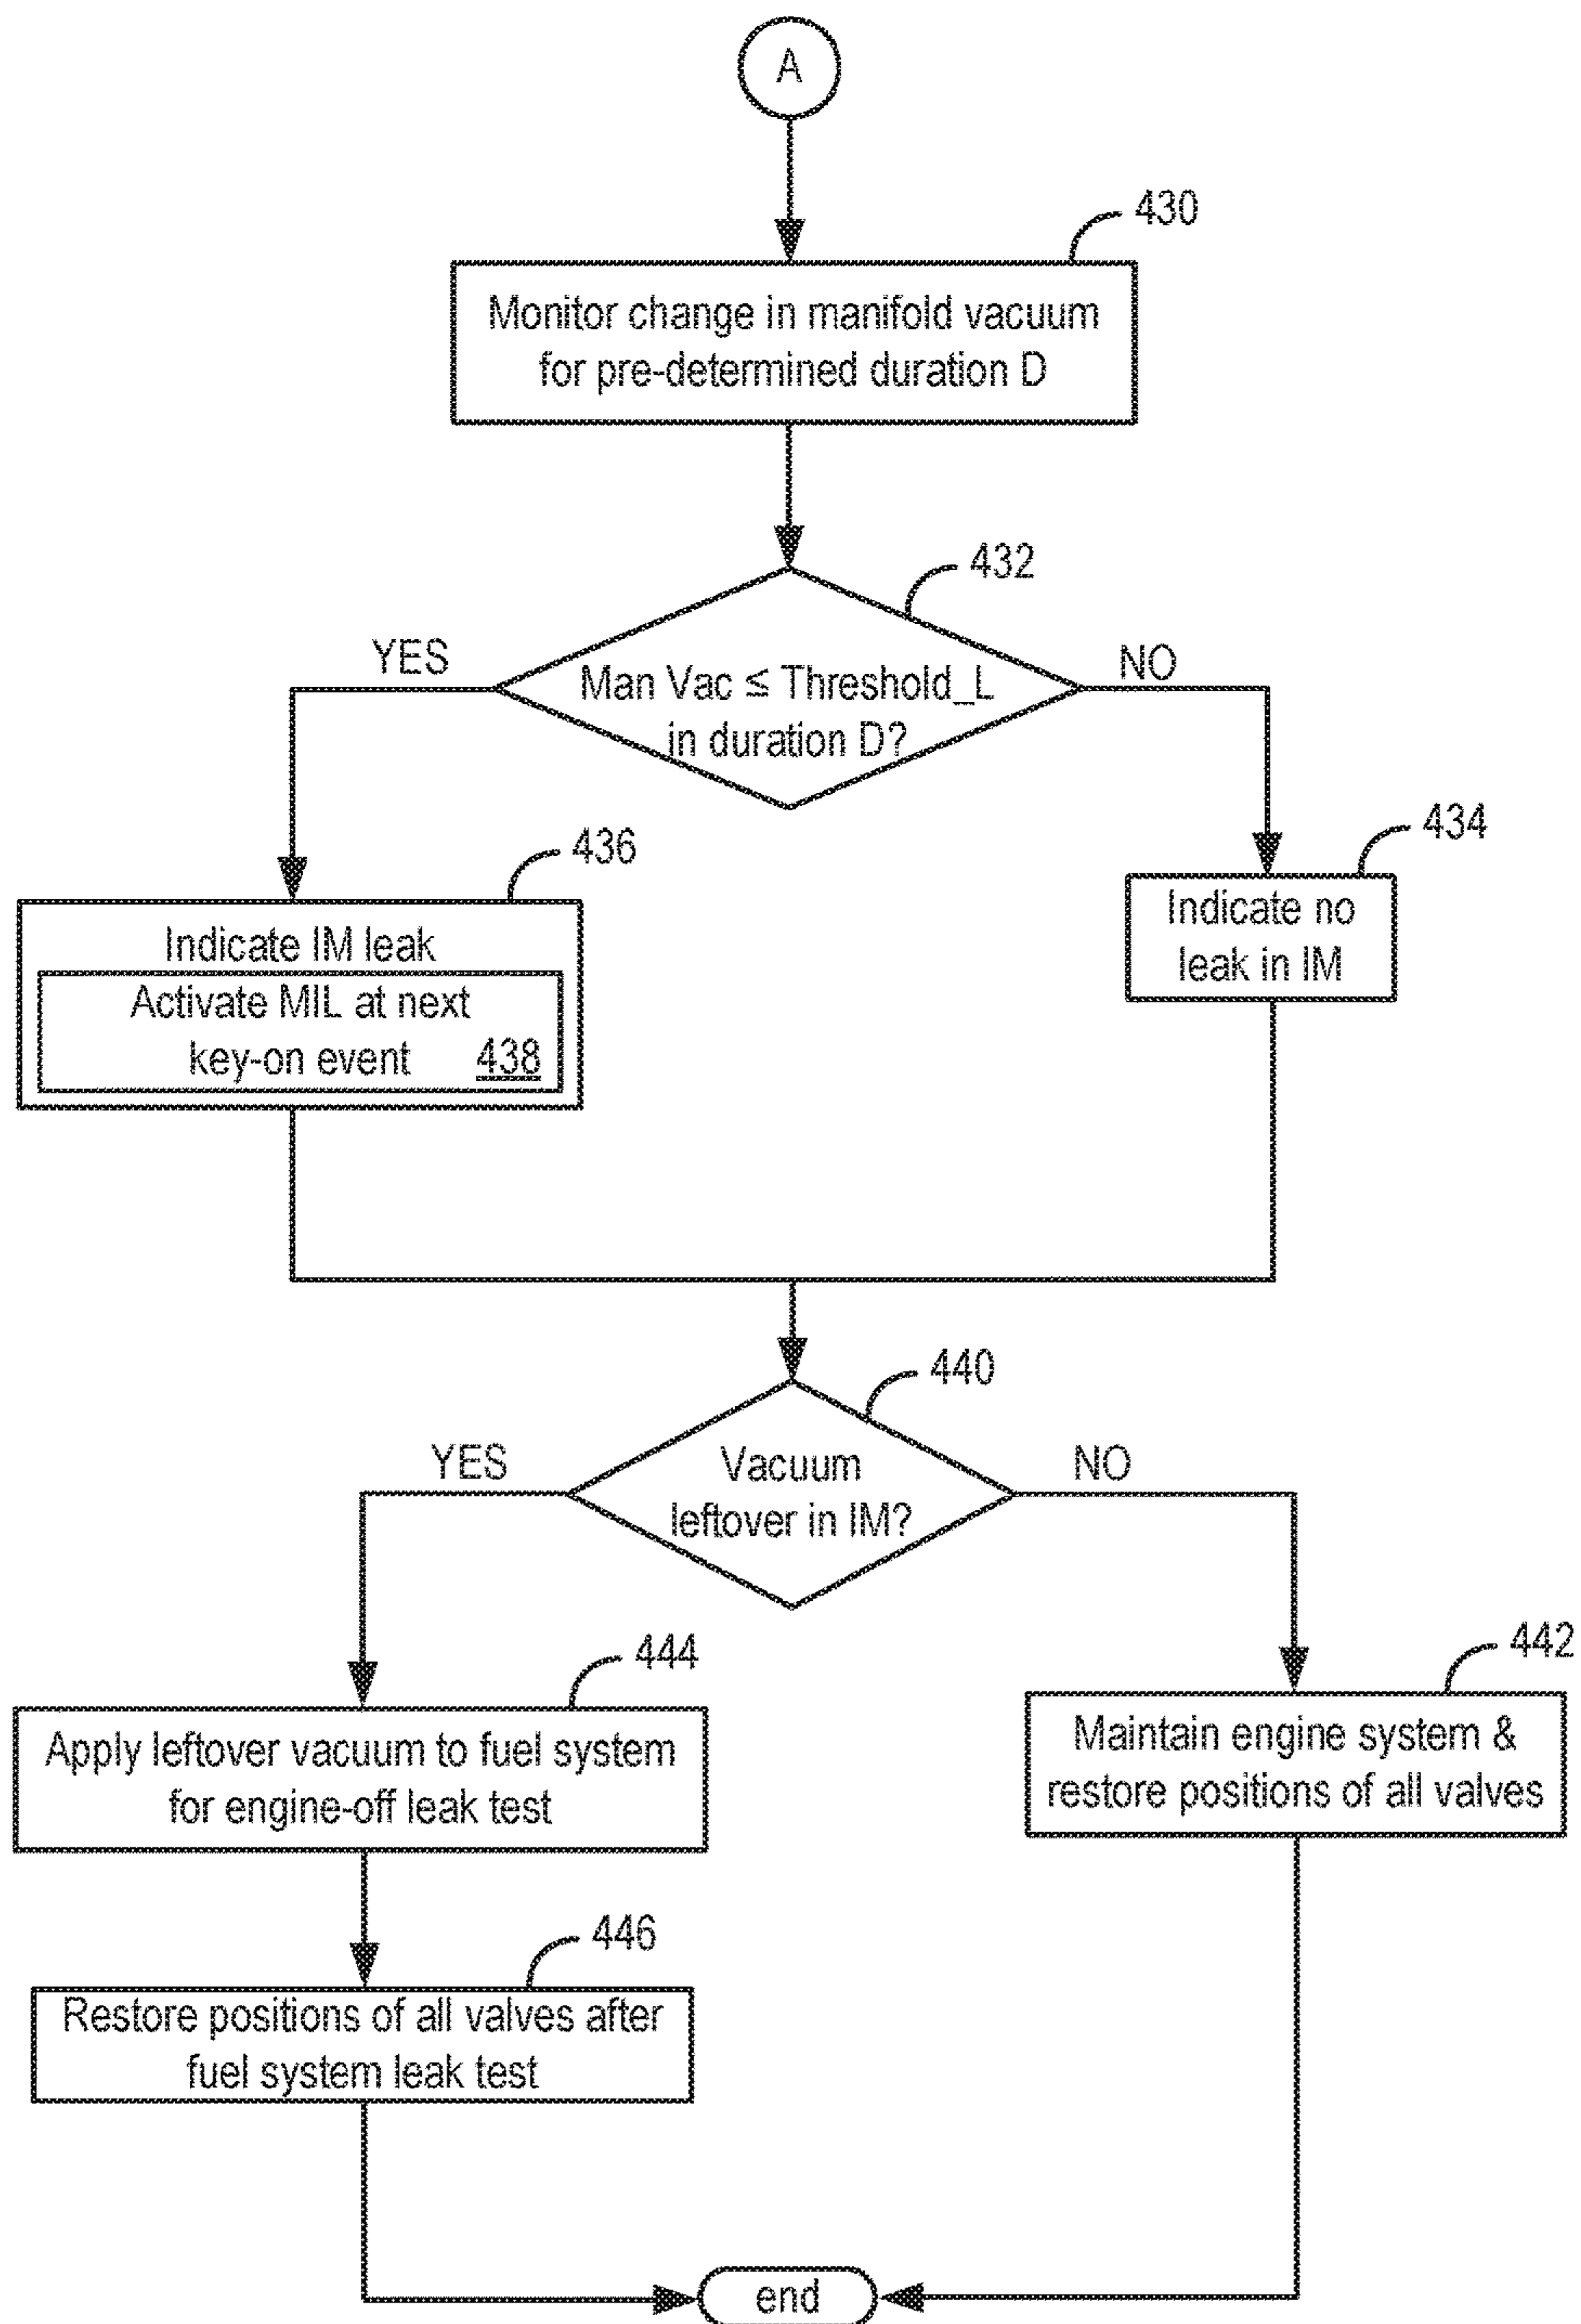 A
430
Monitor change in manifold vacuum
for pre-determined duration D
432
YES
NO
Man Vac ≤ Threshold_L
in duration D?
436
434
Indicate IM leak
Activate MIL at next
key-on event 438
Indicate no
leak in IM
440
YES
NO
Vacuum
leftover in IM?
444
442
Apply leftover vacuum to fuel system
for engine-off leak test
Maintain engine system &
restore positions of all valves
446
Restore positions of all valves after
fuel system leak test
end